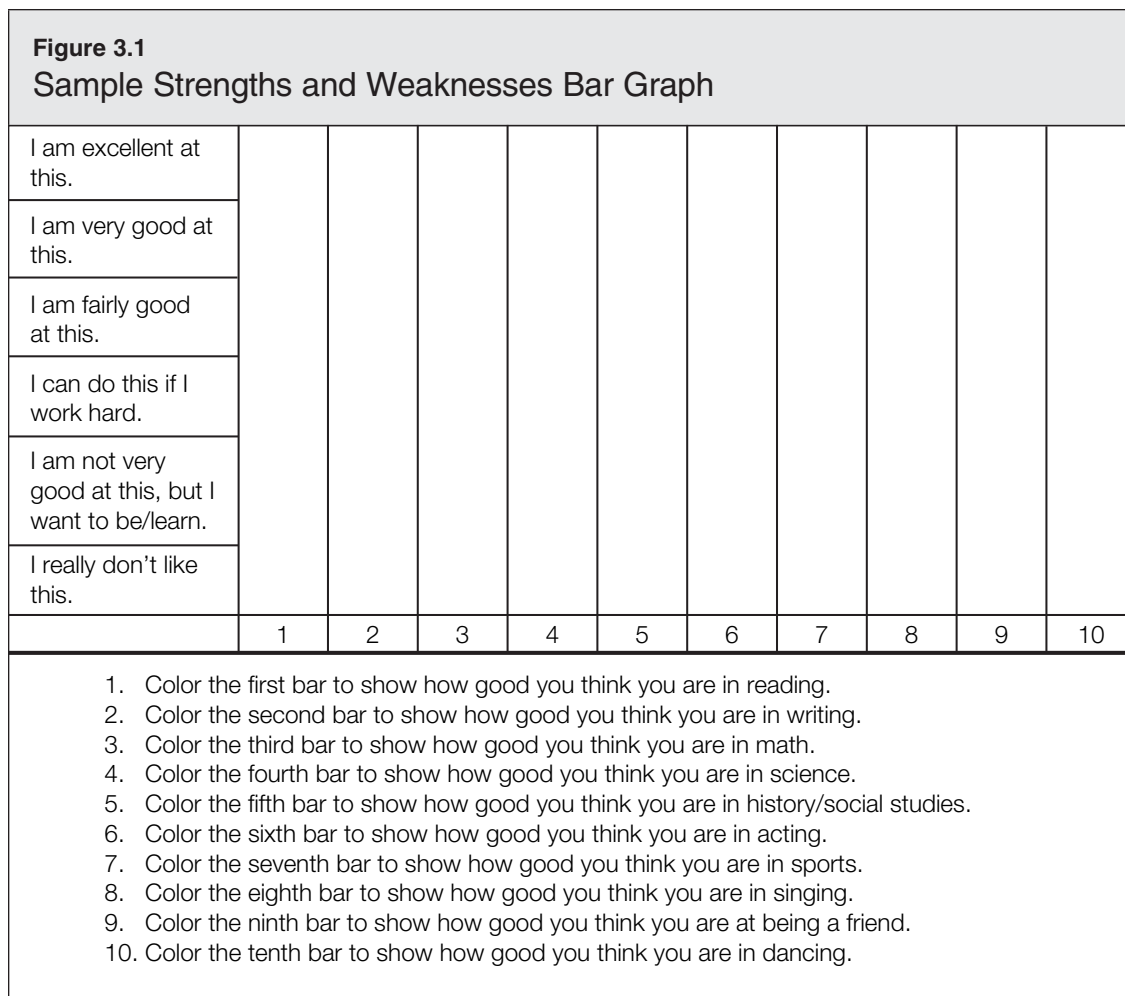 Figure 3.1
Sample Strengths and Weaknesses Bar Graph
I am excellent at
this.
I am very good at
this.
I am fairly good
at this.
I can do this if I
work hard.
I am not very
good at this, but I
want to be/learn.
I really don’t like
this.
1 2 3 4 5 6 7 8 9 10
1. Color the first bar to show how good you think you are in reading.
2. Color the second bar to show how good you think you are in writing.
3. Color the third bar to show how good you think you are in math.
4. Color the fourth bar to show how good you think you are in science.
5. Color the fifth bar to show how good you think you are in history/social studies.
6. Color the sixth bar to show how good you think you are in acting.
7. Color the seventh bar to show how good you think you are in sports.
8. Color the eighth bar to show how good you think you are in singing.
9. Color the ninth bar to show how good you think you are at being a friend.
10. Color the tenth bar to show how good you think you are in dancing.